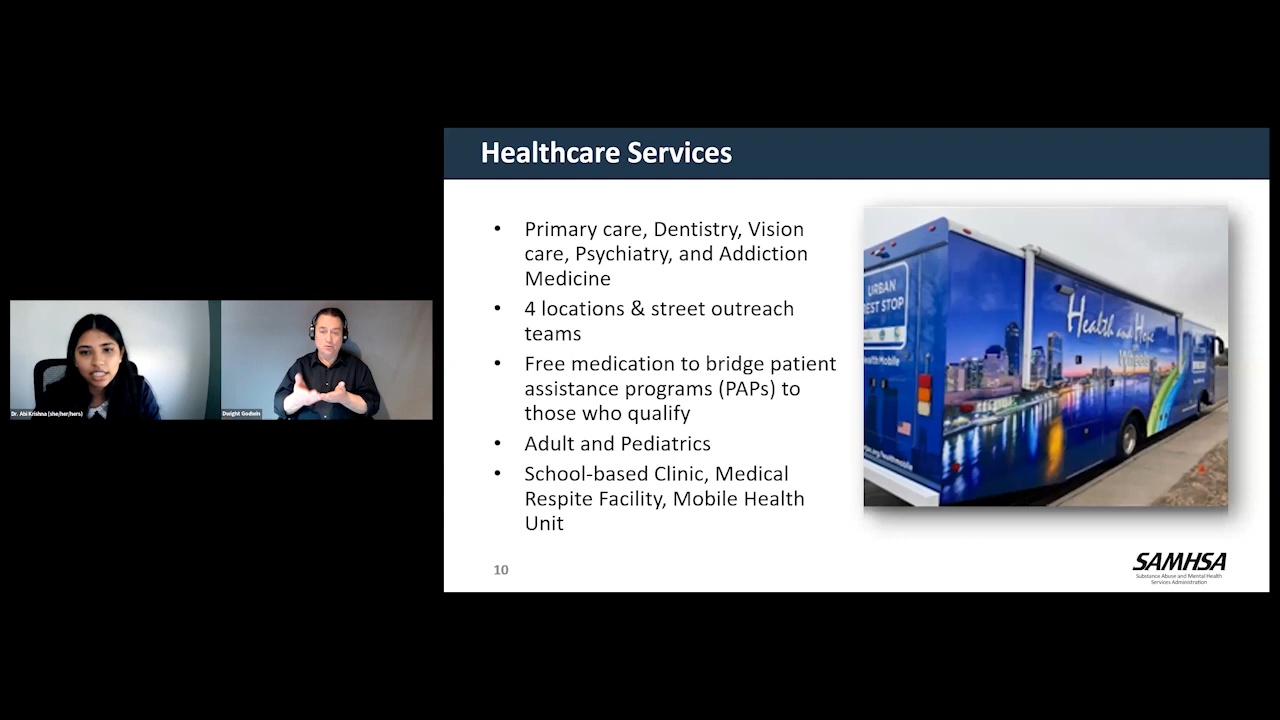 Healthcare Services
• Primary care, Dentistry, Vision
care, Psychiatry, and Addiction
Medicine
• 4 locations & street outreach
teams
• Free medication to bridge patient
assistance programs (PAPs) to
those who qualify
• Adult and Pediatrics
• School-based Clinic, Medical
Respite Facility, Mobile Health
Unit
URBAN
REST STOP
Health and Hope
Wheels
10
SAMHSA
Substance Abuse and Mental Health
Services Administration
Dr. Abi Krishna (she/her/hers)
Dwight Godwin